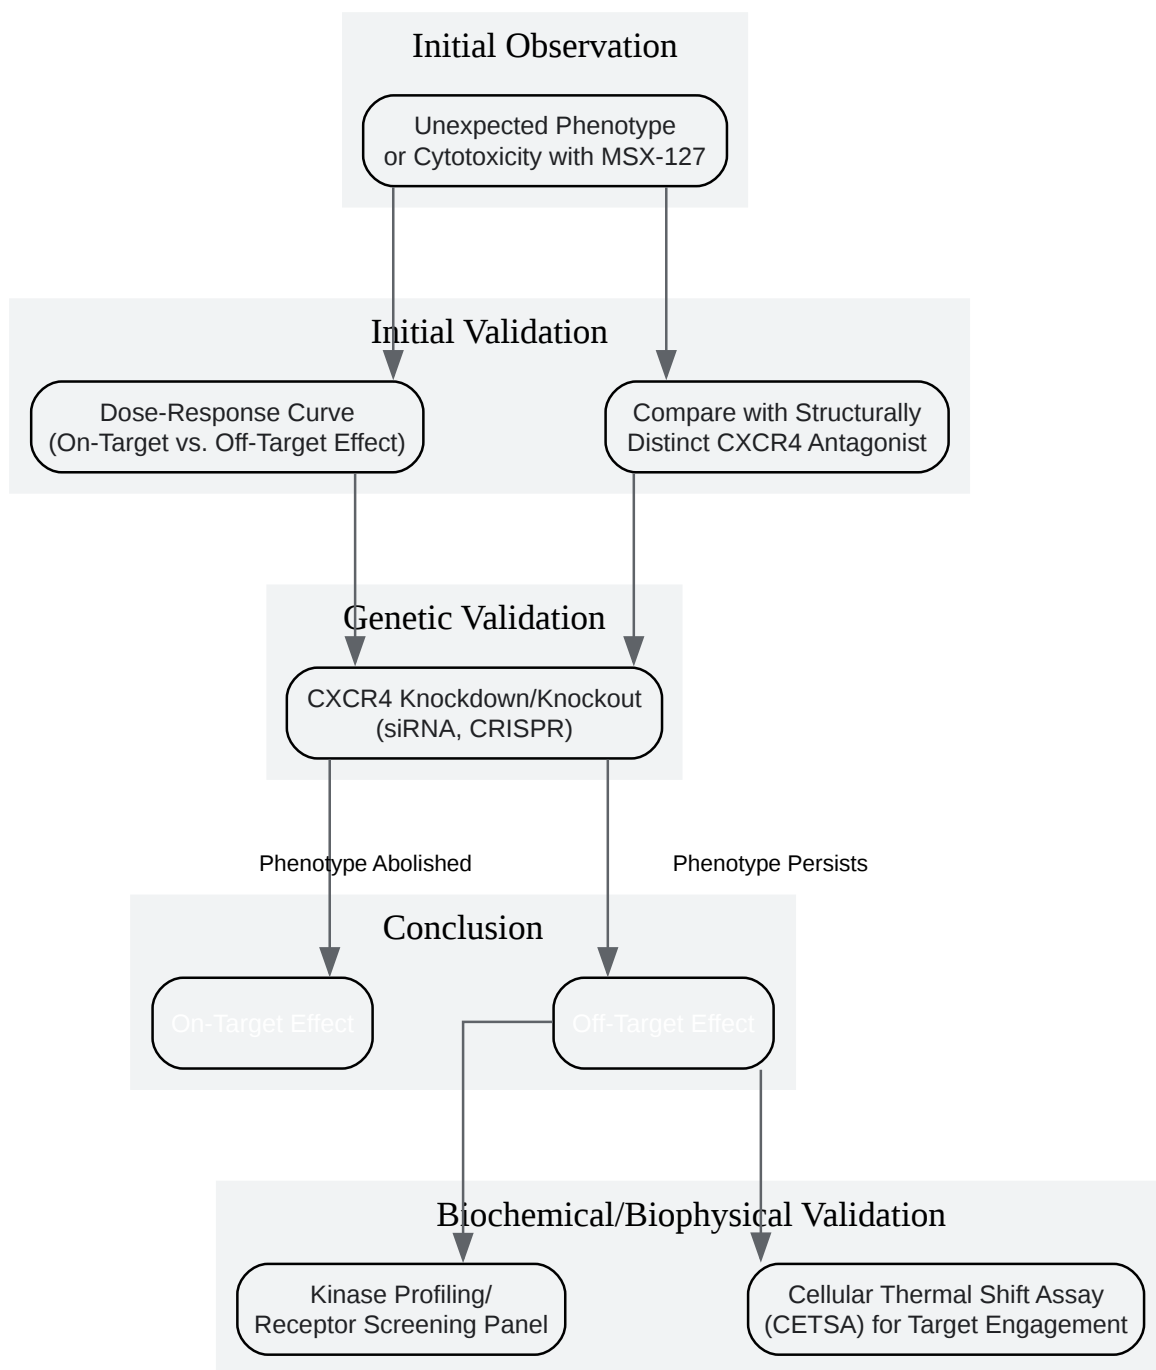 Initial Observation
Unexpected Phenotype
or Cytotoxicity with MSX-127
Initial Validation
Dose-Response Curve
(On-Target vs. Off-Target Effect)
Compare with Structurally
Distinct CXCR4 Antagonist
Genetic Validation
CXCR4 Knockdown/Knockout
(siRNA, CRISPR)
Phenotype Abolished
Phenotype Persists
Conclusion
On-Target Effect
Off-Target Effect
Biochemical/Biophysical Validation
Kinase Profiling/
Receptor Screening Panel
Cellular Thermal Shift Assay
(CETSA) for Target Engagement